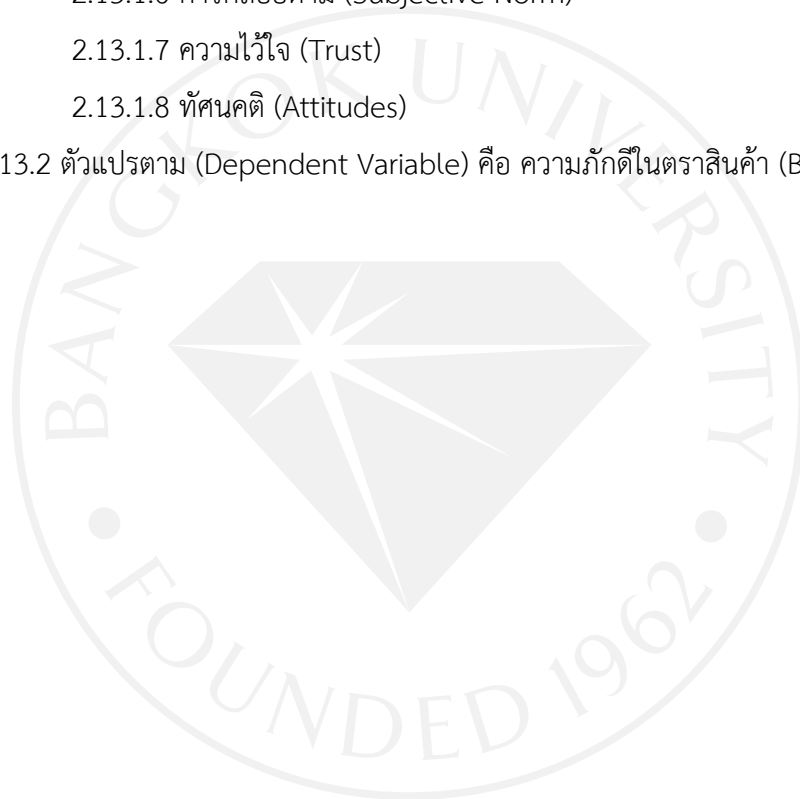 (Subjective Norm)
2.13.1.7 ความไว้ใจ (Trust)
2.13.1.8 ทัศนคติ (Attitudes)
13.2 ตัวแปรตาม (Dependent Variable) คือ ความภักดีในตราสินค้า (B
BANGKOK UNIVERSITY
FOUNDED 1962